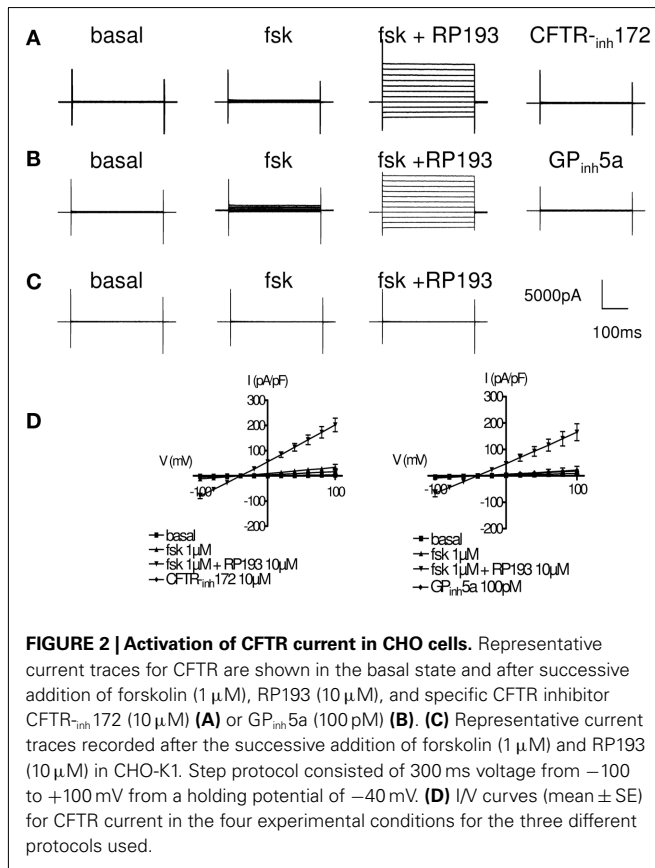 A basal fsk fsk + RP193 CFTR-inh172
B basal fsk fsk +RP193 GPinh5a
C basal fsk fsk +RP193
5000pA
100ms
D
I (pA/pF)
300
200
100
V (mV)
-100
100
-100
-200
basal
fsk 1µM
fsk 1µM + RP193 10µM
CFTR-inh172 10µM
I (pA/pF)
300
200
100
V (mV)
-100
100
-100
-200
basal
fsk 1µM
fsk 1µM + RP193 10µM
GPinh5a 100pM
FIGURE 2 | Activation of CFTR current in CHO cells. Representative
current traces for CFTR are shown in the basal state and after successive
addition of forskolin (1 µM), RP193 (10 µM), and specific CFTR inhibitor
CFTR-inh172 (10 µM) (A) or GPinh5a (100 pM) (B). (C) Representative current
traces recorded after the successive addition of forskolin (1 µM) and RP193
(10 µM) in CHO-K1. Step protocol consisted of 300 ms voltage from −100
to +100 mV from a holding potential of −40 mV. (D) I/V curves (mean ± SE)
for CFTR current in the four experimental conditions for the three different
protocols used.